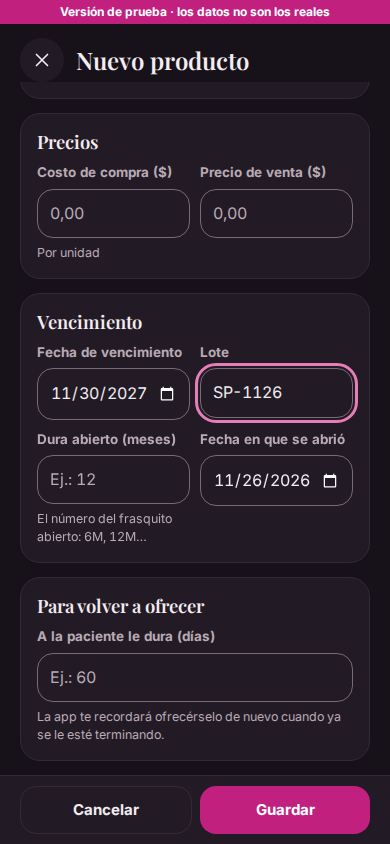 Versión de prueba · los datos no son los reales
Nuevo producto
Precios
Costo de compra ($)
Precio de venta ($)
0,00
0,00
Por unidad
Vencimiento
Fecha de vencimiento
Lote
11/30/2027
SP-1126
Dura abierto (meses)
Fecha en que se abrió
Ej.: 12
11/26/2026
El número del frasquito
abierto: 6M, 12M...
Para volver a ofrecer
A la paciente le dura (días)
Ej.: 60
La app te recordará ofrecérselo de nuevo cuando ya
se le esté terminando.
Cancelar
Guardar